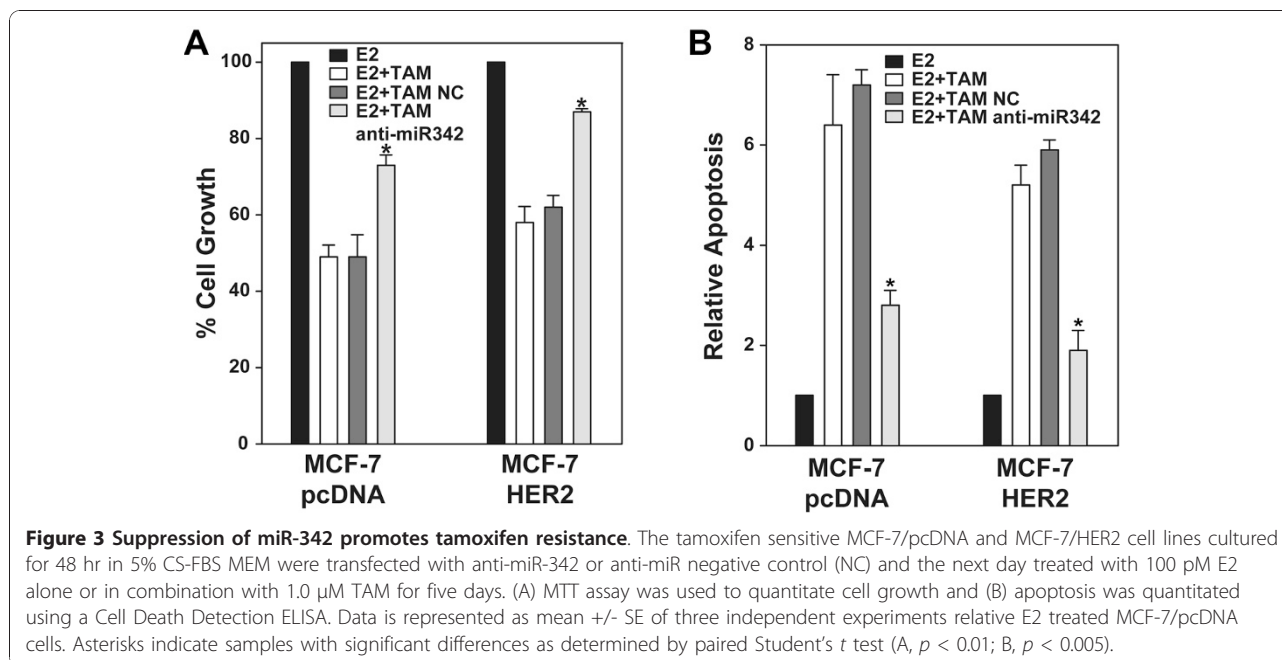 A
E2
E2+TAM
E2+TAM NC
E2+TAM
anti-miR342
% Cell Growth
100
80
60
40
20
0
*
*
MCF-7
pcDNA
MCF-7
HER2
B
E2
E2+TAM
E2+TAM NC
E2+TAM anti-miR342
Relative Apoptosis
8
6
4
2
0
*
*
MCF-7
pcDNA
MCF-7
HER2
Figure 3 Suppression of miR-342 promotes tamoxifen resistance. The tamoxifen sensitive MCF-7/pcDNA and MCF-7/HER2 cell lines cultured
for 48 hr in 5% CS-FBS MEM were transfected with anti-miR-342 or anti-miR negative control (NC) and the next day treated with 100 pM E2
alone or in combination with 1.0 μM TAM for five days. (A) MTT assay was used to quantitate cell growth and (B) apoptosis was quantitated
using a Cell Death Detection ELISA. Data is represented as mean +/- SE of three independent experiments relative E2 treated MCF-7/pcDNA
cells. Asterisks indicate samples with significant differences as determined by paired Student's t test (A, p < 0.01; B, p < 0.005).